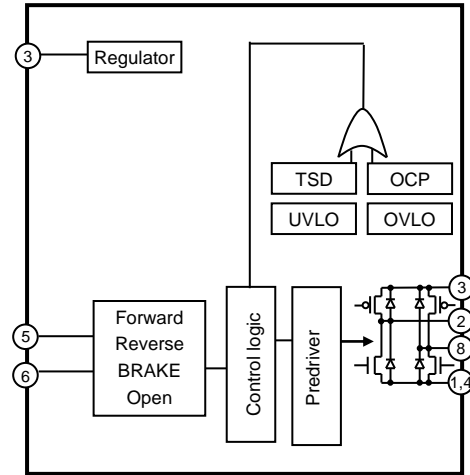 3
Regulator
TSD
OCP
UVLO
OVLO
3
2
8
1,4
5
6
Forward
Reverse
BRAKE
Open
Control logic
Predriver